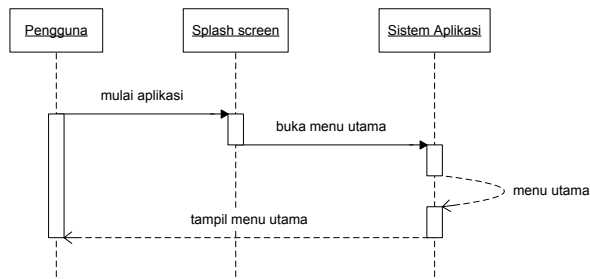 Pengguna
Splash screen
Sistem Aplikasi
mulai aplikasi
buka menu utama
menu utama
tampil menu utama